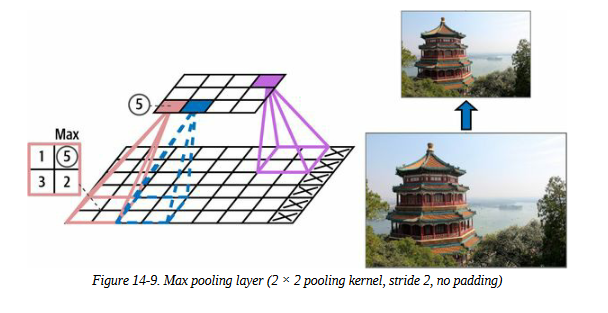 5
Max
1 5
3 2
Figure 14-9. Max pooling layer (2 × 2 pooling kernel, stride 2, no padding)